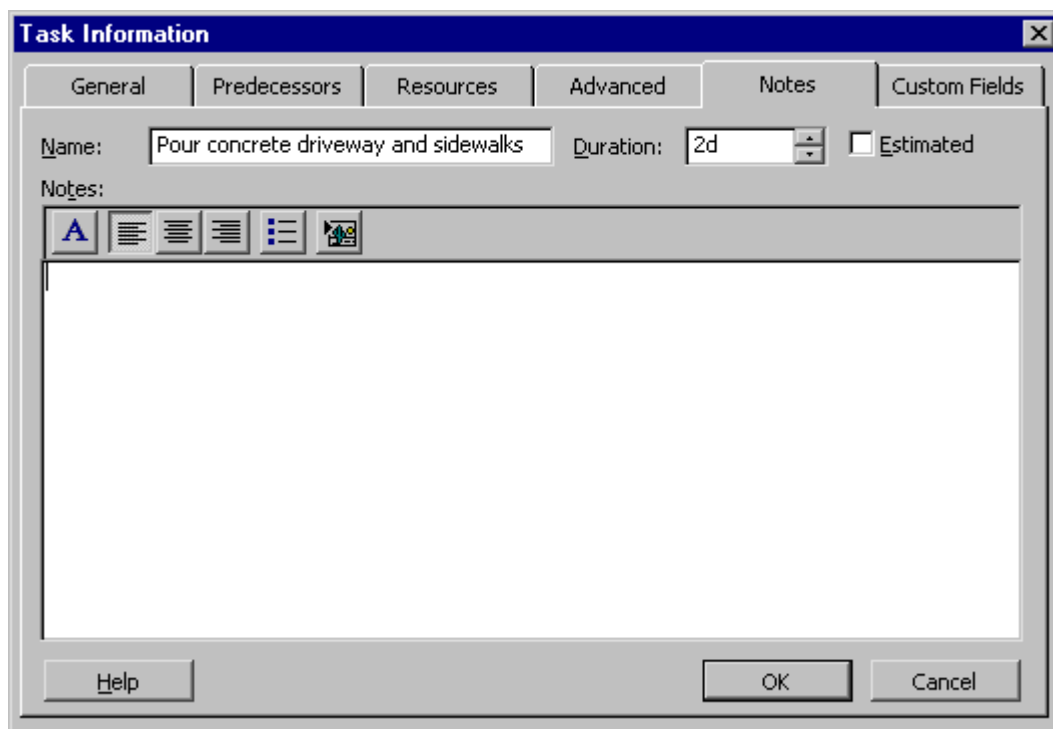 Task Information
General Predecessors Resources Advanced Notes Custom Fields
Name: Pour concrete driveway and sidewalks Duration: 2d Estimated
Notes:
A
Help OK Cancel